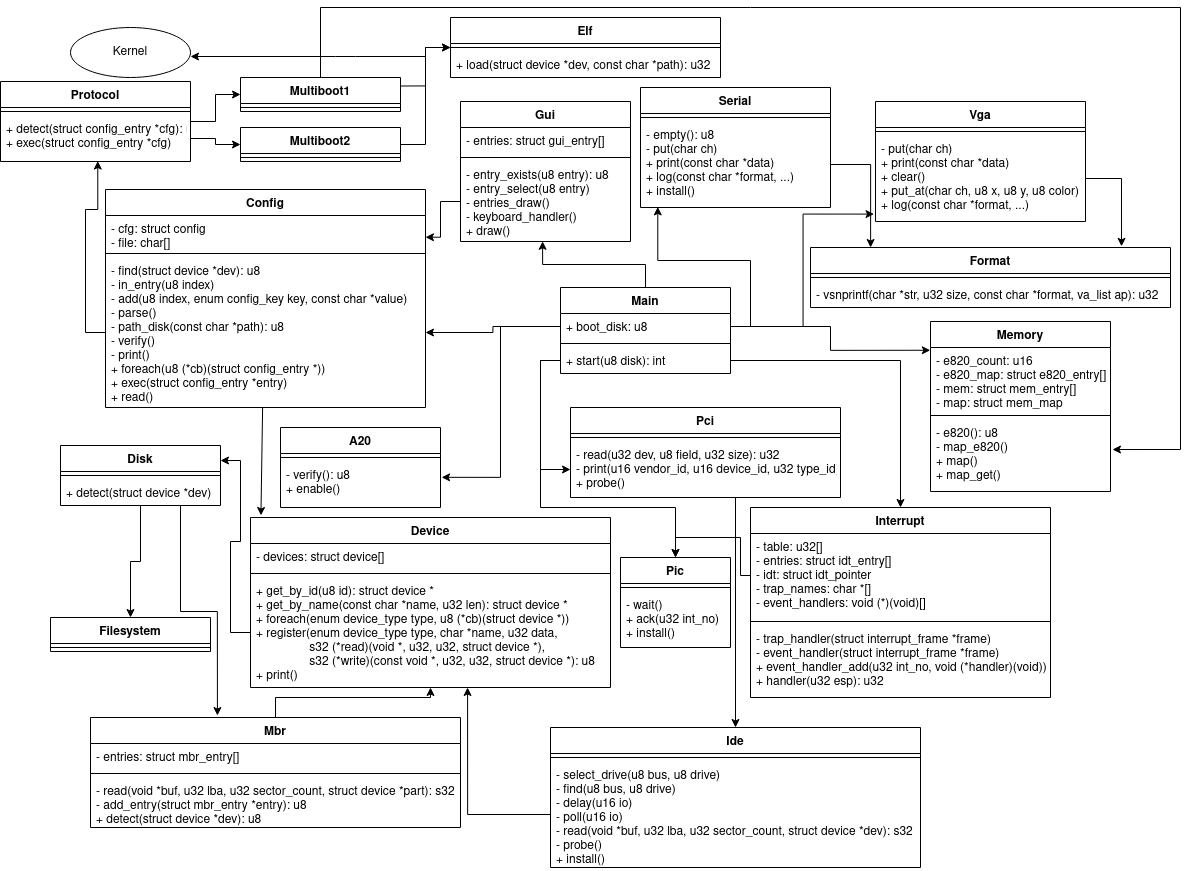 Kernel
Elf
+ load(struct device *dev, const char *path): u32
Protocol
+ detect(struct config_entry *cfg):
+ exec(struct config_entry *cfg)
Multiboot1
Multiboot2
Gui
- entries: struct gui_entry[]
- entry_exists(u8 entry): u8
- entry_select(u8 entry)
- entries_draw()
- keyboard_handler()
+ draw()
Serial
- empty(): u8
- put(char ch)
+ print(const char *data)
+ log(const char *format, ...)
+ install()
Vga
- put(char ch)
+ print(const char *data)
+ clear()
+ put_at(char ch, u8 x, u8 y, u8 color)
+ log(const char *format, ...)
Config
- cfg: struct config
- file: char[]
- find(struct device *dev): u8
- in_entry(u8 index)
- add(u8 index, enum config_key key, const char *value)
- parse()
- path_disk(const char *path): u8
- verify()
- print()
+ foreach(u8 (*cb)(struct config_entry *))
+ exec(struct config_entry *entry)
+ read()
Format
- vsnprintf(char *str, u32 size, const char *format, va_list ap): u32
Main
+ boot_disk: u8
+ start(u8 disk): int
Memory
- e820_count: u16
- e820_map: struct e820_entry[]
- mem: struct mem_entry[]
- map: struct mem_map
- e820(): u8
- map_e820()
+ map()
+ map_get()
Pci
- read(u32 dev, u8 field, u32 size): u32
- print(u16 vendor_id, u16 device_id, u32 type_id
+ probe()
A20
- verify(): u8
+ enable()
Disk
+ detect(struct device *dev)
Device
- devices: struct device[]
+ get_by_id(u8 id): struct device *
+ get_by_name(const char *name, u32 len): struct device *
+ foreach(enum device_type type, u8 (*cb)(struct device *))
+ register(enum device_type type, char *name, u32 data,
s32 (*read)(void *, u32, u32, struct device *),
s32 (*write)(const void *, u32, u32, struct device *): u8
+ print()
Interrupt
- table: u32[]
- entries: struct idt_entry[]
- idt: struct idt_pointer
- trap_names: char *[]
- event_handlers: void (*)(void)[]
- trap_handler(struct interrupt_frame *frame)
- event_handler(struct interrupt_frame *frame)
+ event_handler_add(u32 int_no, void (*handler)(void))
+ handler(u32 esp): u32
Pic
- wait()
+ ack(u32 int_no)
+ install()
Filesystem
Mbr
- entries: struct mbr_entry[]
- read(void *buf, u32 lba, u32 sector_count, struct device *part): s32
- add_entry(struct mbr_entry *entry): u8
+ detect(struct device *dev): u8
Ide
- select_drive(u8 bus, u8 drive)
- find(u8 bus, u8 drive)
- delay(u16 io)
- poll(u16 io)
- read(void *buf, u32 lba, u32 sector_count, struct device *dev): s32
- probe()
+ install()